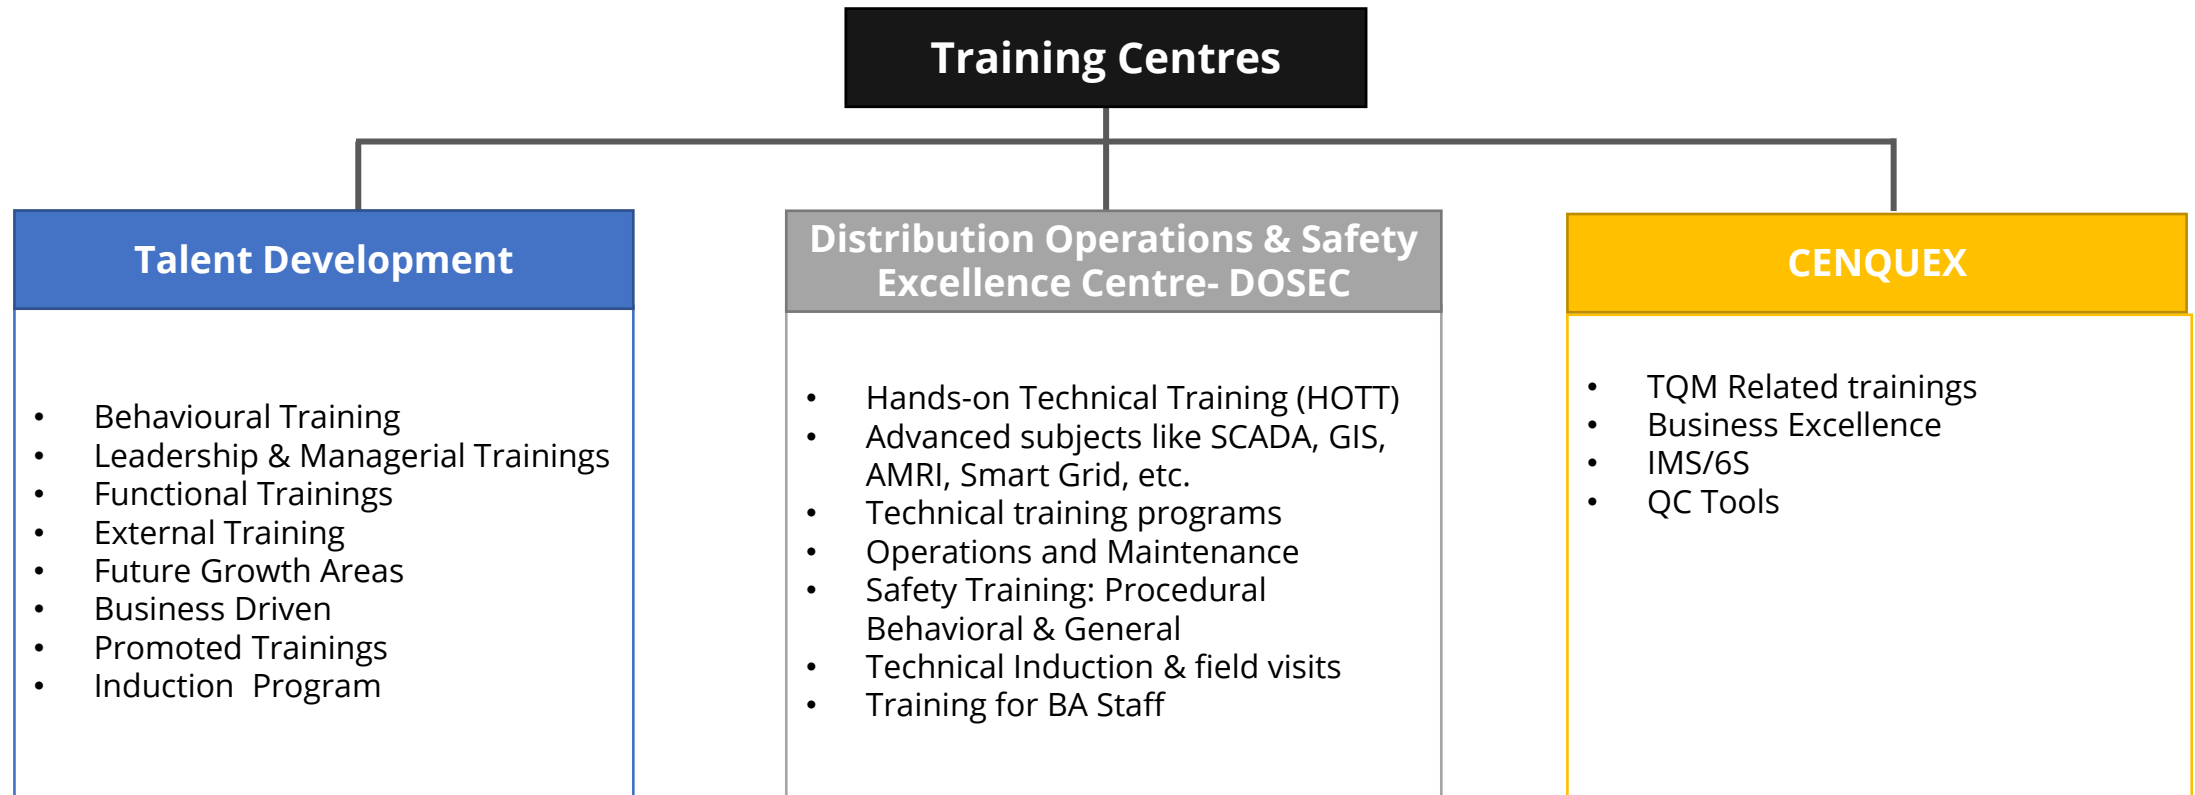 Training Centres
Talent Development
• Behavioural Training
• Leadership & Managerial Trainings
• Functional Trainings
• External Training
• Future Growth Areas
• Business Driven
• Promoted Trainings
• Induction  Program
Distribution Operations & Safety
Excellence Centre- DOSEC
• Hands-on Technical Training (HOTT)
• Advanced subjects like SCADA, GIS,
AMRI, Smart Grid, etc.
• Technical training programs
• Operations and Maintenance
• Safety Training: Procedural
Behavioral & General
• Technical Induction & field visits
• Training for BA Staff
CENQUEX
• TQM Related trainings
• Business Excellence
• IMS/6S
• QC Tools